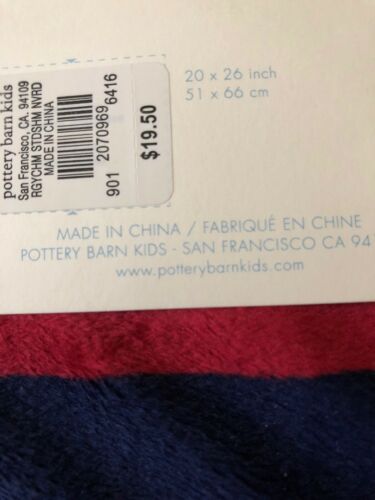 pottery barn kids
San Francisco, CA. 94109
RGYCHM STDSHM NVRD
MADE IN CHINA
901 2070969 6416
$19.50
20 x 26 inch
51 x 66 cm
MADE IN CHINA / FABRIQUÉ EN CHINE
POTTERY BARN KIDS - SAN FRANCISCO CA 94
www.potterybarnkids.com